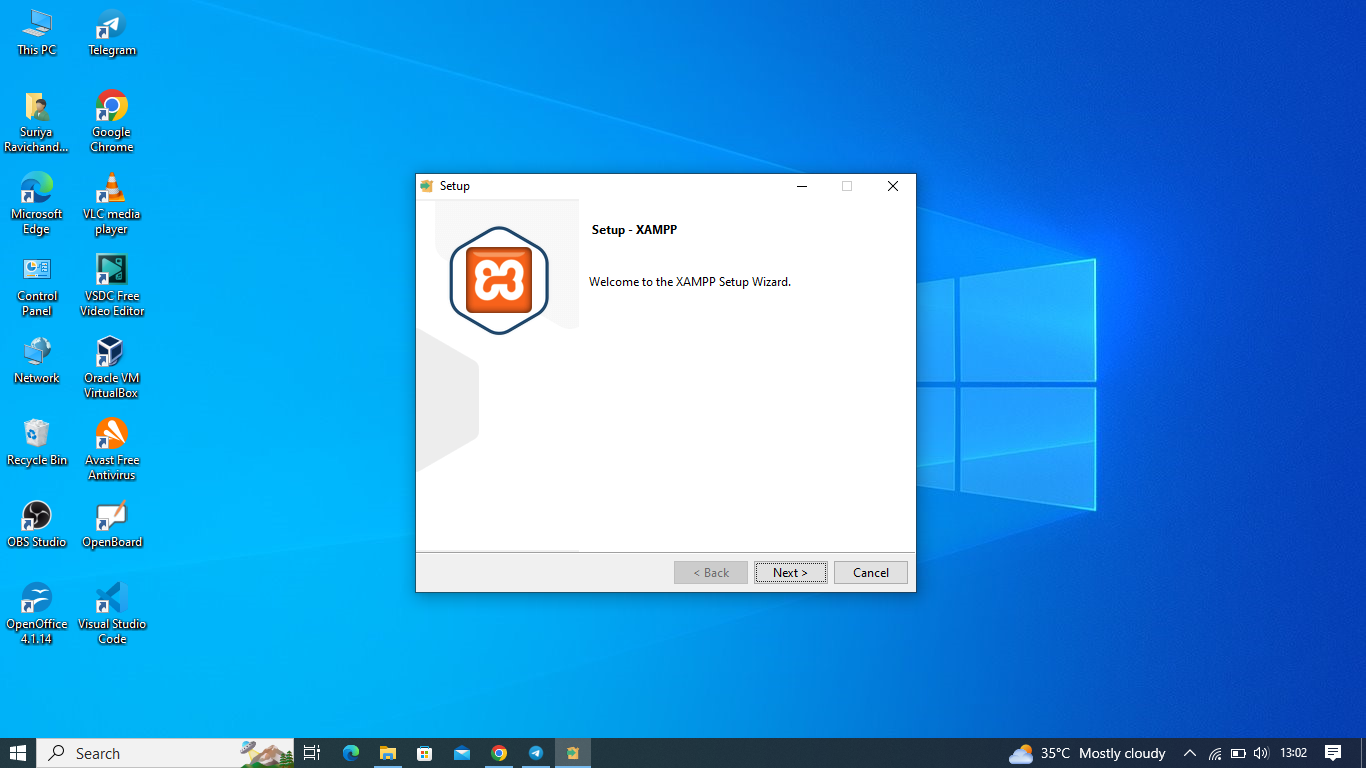 This PC
Telegram
Suriya
Ravichand...
Google
Chrome
Microsoft
Edge
VLC media
player
Control
Panel
VSDC Free
Video Editor
Network
Oracle VM
VirtualBox
Recycle Bin
Avast Free
Antivirus
OBS Studio
OpenBoard
OpenOffice
4.1.14
Visual Studio
Code
Setup
Setup - XAMPP
Welcome to the XAMPP Setup Wizard.
< Back
Next >
Cancel
Search
35°C Mostly cloudy
13:02